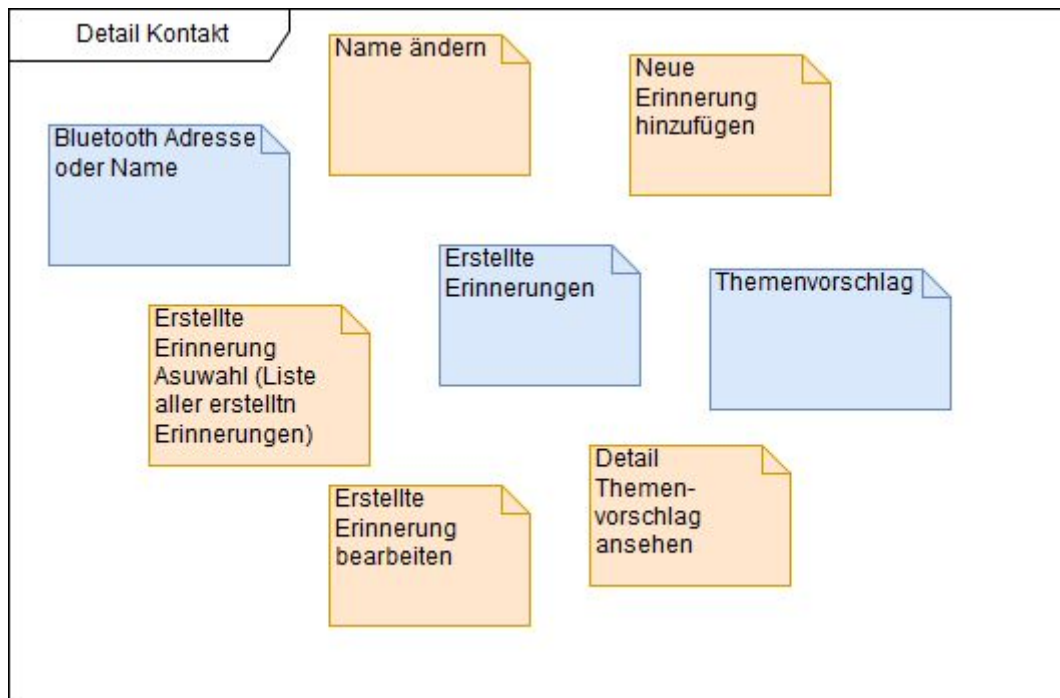 Detail Kontakt
Name ändern
Neue
Erinnerung
hinzufügen
Bluetooth Adresse
oder Name
Erstellte
Erinnerungen
Themenvorschlag
Erstellte
Erinnerung
Asuwahl (Liste
aller erstelltn
Erinnerungen)
Detail
Themen-
vorschlag
ansehen
Erstellte
Erinnerung
bearbeiten